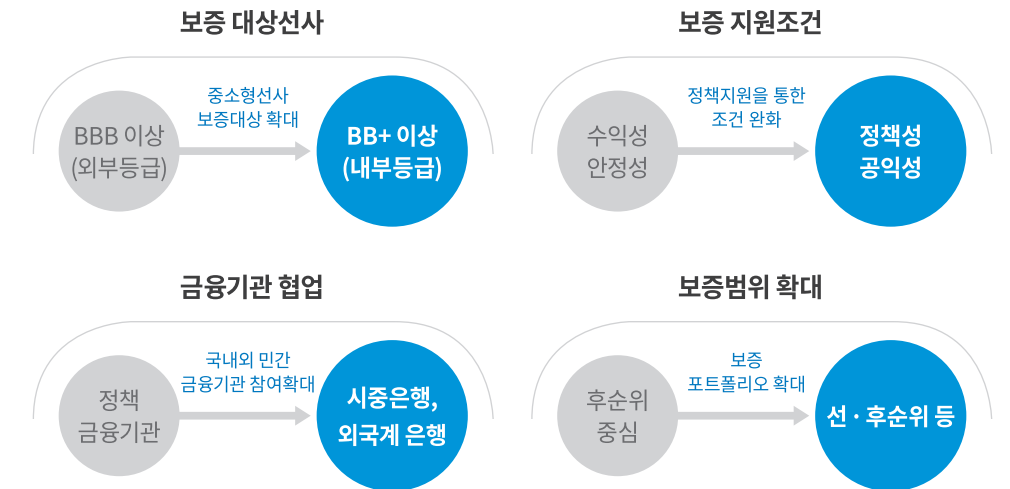 보증 대상선사
중소형선사
보증대상 확대
BBB 이상
(외부등급)
BB+ 이상
(내부등급)
보증 지원조건
정책지원을 통한
조건 완화
수익성
안정성
정책성
공익성
금융기관 협업
국내외 민간
금융기관 참여확대
정책
금융기관
시중은행,
외국계 은행
보증범위 확대
보증
포트폴리오 확대
후순위
중심
선 · 후순위 등